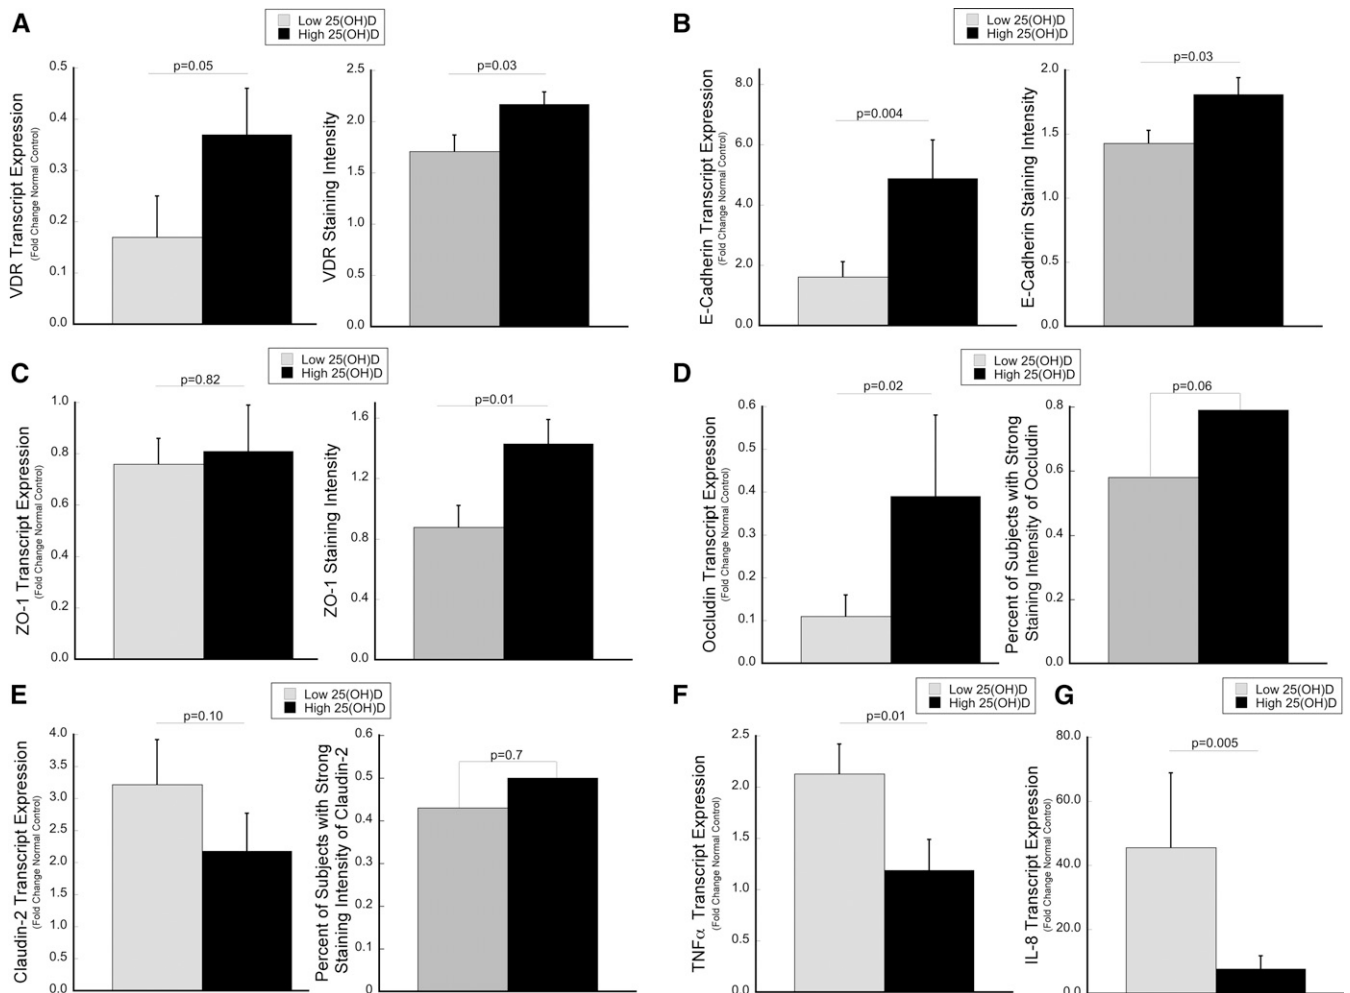 A
Low 25(OH)D
High 25(OH)D
VDR Transcript Expression
(Fold Change Normal Control)
0.5
0.4
0.3
0.2
0.1
0.0
p=0.05
VDR Staining Intensity
2.5
2.0
1.5
1.0
0.5
0.0
p=0.03
B
Low 25(OH)D
High 25(OH)D
E-Cadherin Transcript Expression
(Fold Change Normal Control)
8.0
6.0
4.0
2.0
0.0
p=0.004
E-Cadherin Staining Intensity
2.0
1.5
1.0
0.5
0.0
p=0.03
C
Low 25(OH)D
High 25(OH)D
ZO-1 Transcript Expression
(Fold Change Normal Control)
1.0
0.8
0.6
0.4
0.2
0.0
p=0.82
ZO-1 Staining Intensity
1.6
1.2
0.8
0.4
0.0
p=0.01
D
Low 25(OH)D
High 25(OH)D
Occludin Transcript Expression
(Fold Change Normal Control)
0.6
0.5
0.4
0.3
0.2
0.1
0.0
p=0.02
Percent of Subjects with Strong
Staining Intensity of Occludin
0.8
0.6
0.4
0.2
0.0
p=0.06
E
Low 25(OH)D
High 25(OH)D
Claudin-2 Transcript Expression
(Fold Change Normal Control)
4.0
3.5
3.0
2.5
2.0
1.5
1.0
0.5
0.0
p=0.10
Percent of Subjects with Strong
Staining Intensity of Claudin-2
0.6
0.5
0.4
0.3
0.2
0.1
0
p=0.7
F
Low 25(OH)D
High 25(OH)D
TNFα Transcript Expression
(Fold Change Normal Control)
2.5
2.0
1.5
1.0
0.5
0.0
p=0.01
G
Low 25(OH)D
High 25(OH)D
IL-8 Transcript Expression
(Fold Change Normal Control)
80.0
60.0
40.0
20.0
0.0
p=0.005